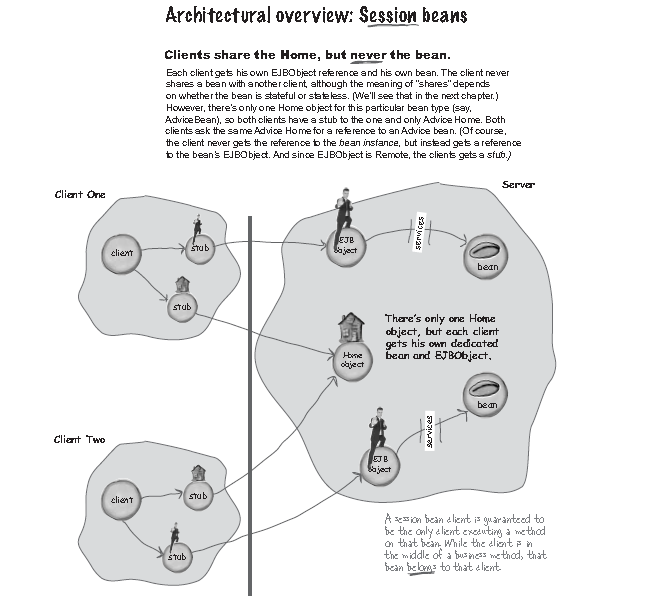 Architectural overview: Session beans
Clients share the Home, but never the bean.
Each client gets his own EJBObject reference and his own bean. The client never
shares a bean with another client, although the meaning of "shares" depends
on whether the bean is stateful or stateless. (We'll see that in the next chapter.)
However, there's only one Home object for this particular bean type (say,
AdviceBean), so both clients have a stub to the one and only Advice Home. Both
clients ask the same Advice Home for a reference to an Advice bean. (Of course,
the client never gets the reference to the bean instance, but instead gets a reference
to the bean's EJBObject. And since EJBObject is Remote, the clients gets a stub.)
Server
Client One
client
stub
stub
EJB
object
services
bean
There's only one Home
object, but each client
gets his own dedicated
bean and EJBObject.
Home
object
bean
services
EJB
object
Client Two
client
stub
stub
A session bean client is guaranteed to
be the only client executing a method
on that bean. While the client is in
the middle of a business method, that
bean belongs to that client.